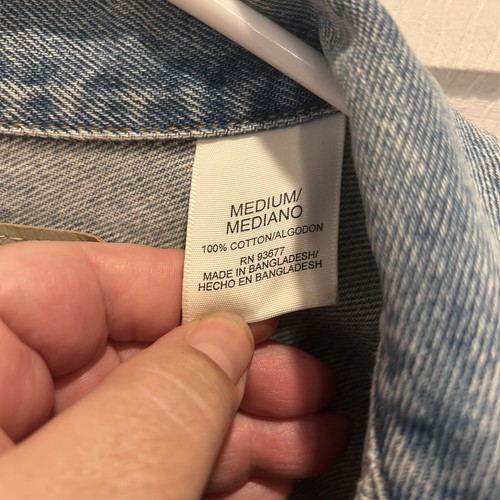 MEDIUM/
MEDIANO
100% COTTON/ALGODON
RN 93677
MADE IN BANGLADESH/
HECHO EN BANGLADESH